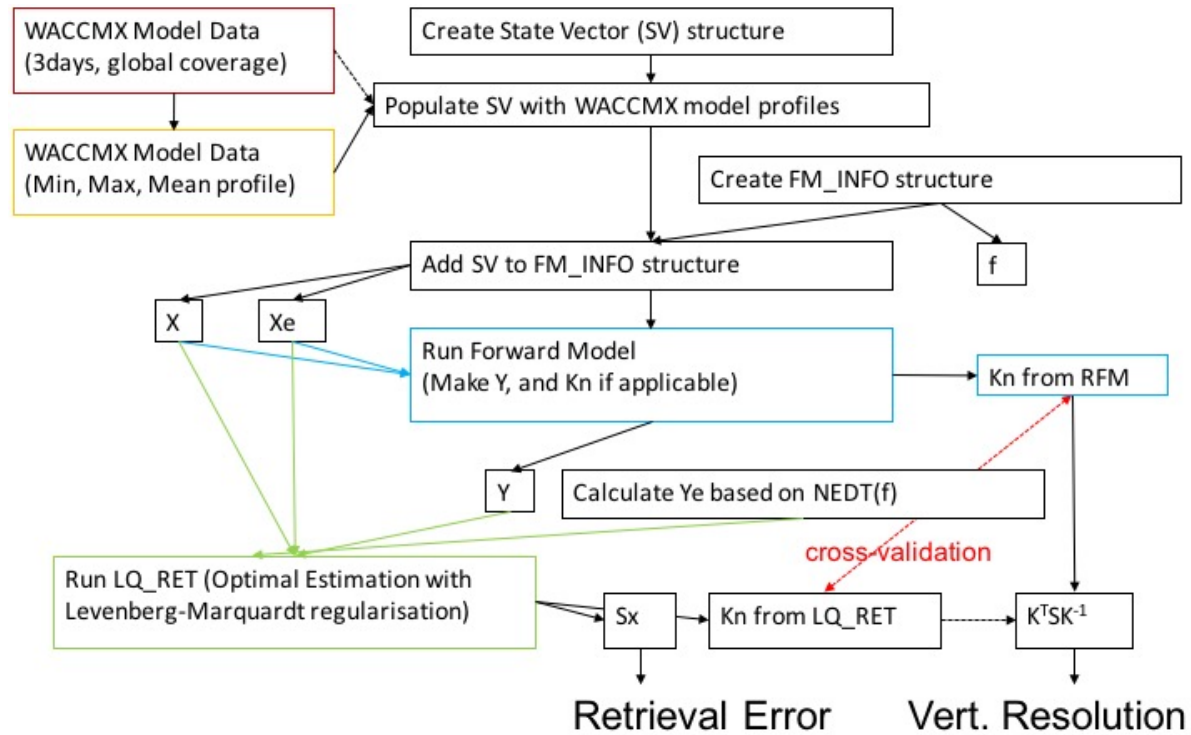 WACCMX Model Data
(3days, global coverage)
Create State Vector (SV) structure
Populate SV with WACCMX model profiles
WACCMX Model Data
(Min, Max, Mean profile)
Create FM_INFO structure
Add SV to FM_INFO structure
f
X
Xe
Run Forward Model
(Make Y, and Kn if applicable)
Kn from RFM
Y
Calculate Ye based on NEDT(f)
cross-validation
Run LQ_RET (Optimal Estimation with
Levenberg-Marquardt regularisation)
Sx
Kn from LQ_RET
KᵀSK⁻¹
Retrieval Error
Vert. Resolution